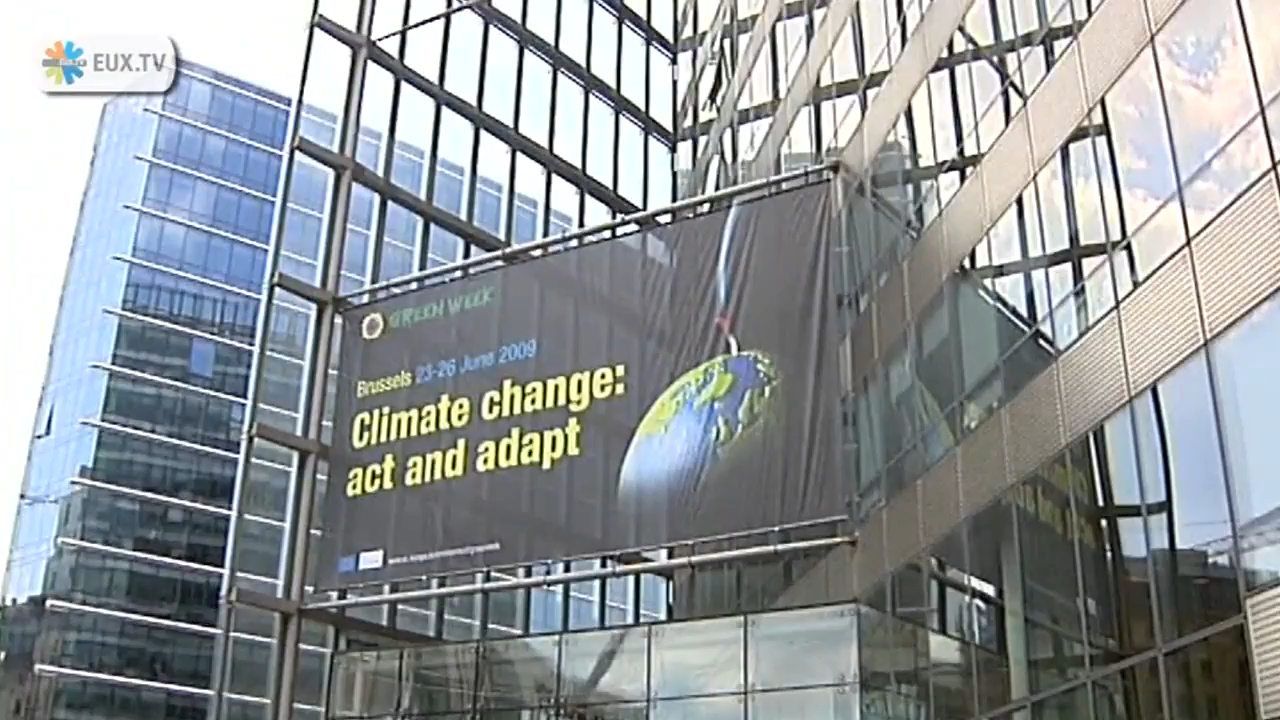 EUX.TV
GREEN WEEK
Brussels 23-26 June 2009
Climate change:
act and adapt